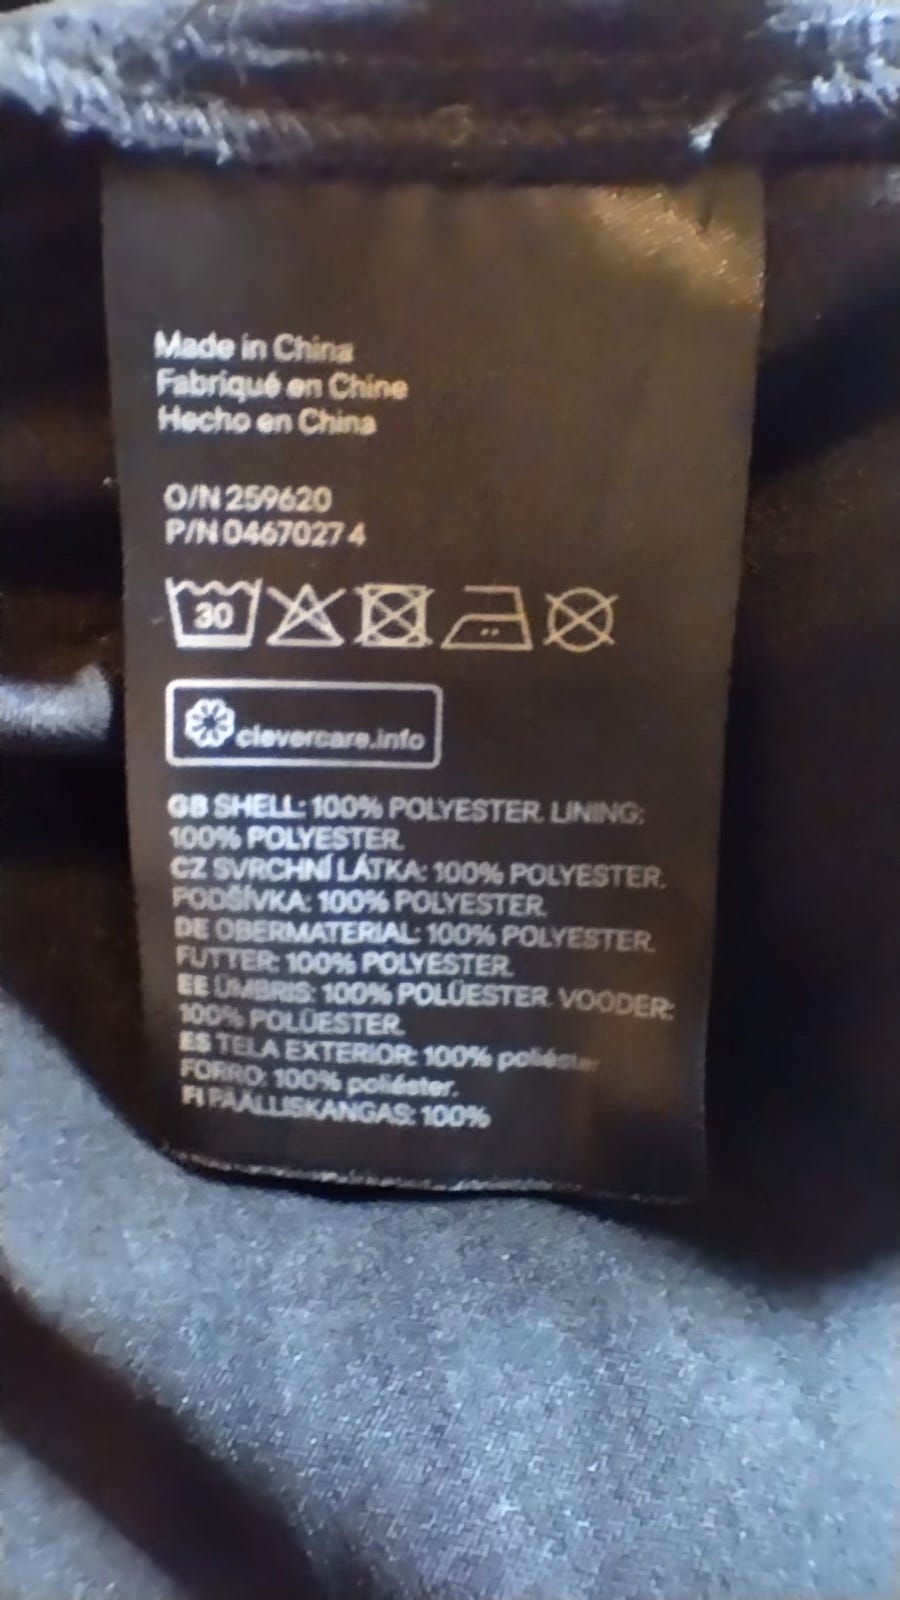 Made in China
Fabriqué en Chine
Hecho en China
O/N 259620
P/N 0467027 4
30
clevercare.info
GB SHELL: 100% POLYESTER. LINING:
100% POLYESTER.
CZ SVRCHNÍ LÁTKA: 100% POLYESTER.
PODŠÍVKA: 100% POLYESTER.
DE OBERMATERIAL: 100% POLYESTER.
FUTTER: 100% POLYESTER.
EE ÜMBRIS: 100% POLÜESTER. VOODER:
100% POLÜESTER.
ES TELA EXTERIOR: 100% poliéster.
FORRO: 100% poliéster.
FI PÄÄLLISKANGAS: 100%